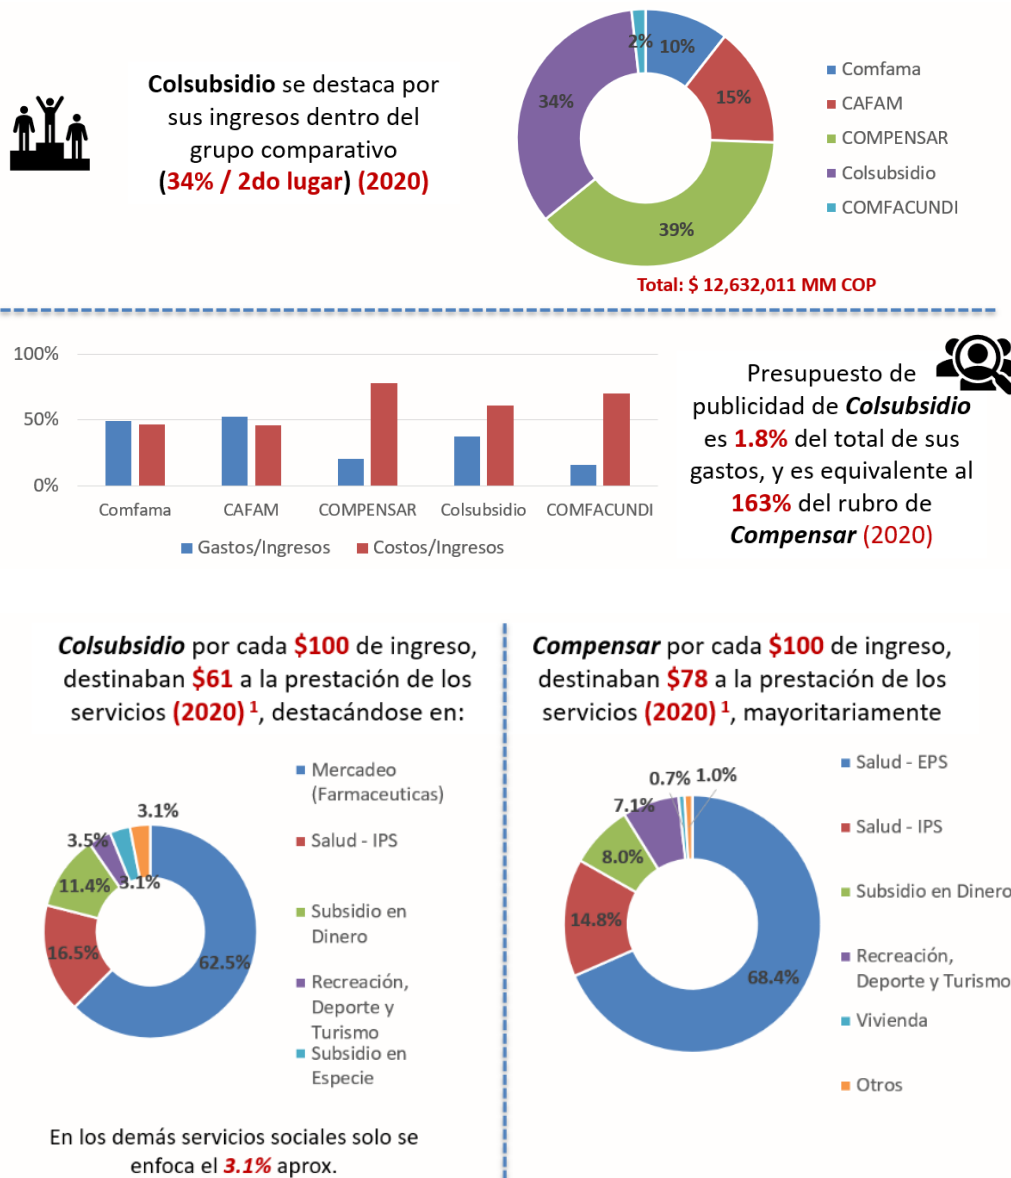 Colsubsidio se destaca por
sus ingresos dentro del
grupo comparativo
(34% / 2do lugar) (2020)
2%
10%
15%
34%
39%
Comfama
CAFAM
COMPENSAR
Colsubsidio
COMFACUNDI
Total: $ 12,632,011 MM COP
100%
50%
0%
Comfama
CAFAM
COMPENSAR
Colsubsidio
COMFACUNDI
Gastos/Ingresos
Costos/Ingresos
Presupuesto de
publicidad de Colsubsidio
es 1.8% del total de sus
gastos, y es equivalente al
163% del rubro de
Compensar (2020)
Colsubsidio por cada $100 de ingreso,
destinaban $61 a la prestación de los
servicios (2020) 1, destacándose en:
3.1%
3.5%
3.1%
11.4%
16.5%
62.5%
Mercadeo
(Farmaceuticas)
Salud - IPS
Subsidio en
Dinero
Recreación,
Deporte y
Turismo
Subsidio en
Especie
En los demás servicios sociales solo se
enfoca el 3.1% aprox.
Compensar por cada $100 de ingreso,
destinaban $78 a la prestación de los
servicios (2020) 1, mayoritariamente
0.7%
1.0%
7.1%
8.0%
14.8%
68.4%
Salud - EPS
Salud - IPS
Subsidio en Dinero
Recreación,
Deporte y Turismo
Vivienda
Otros